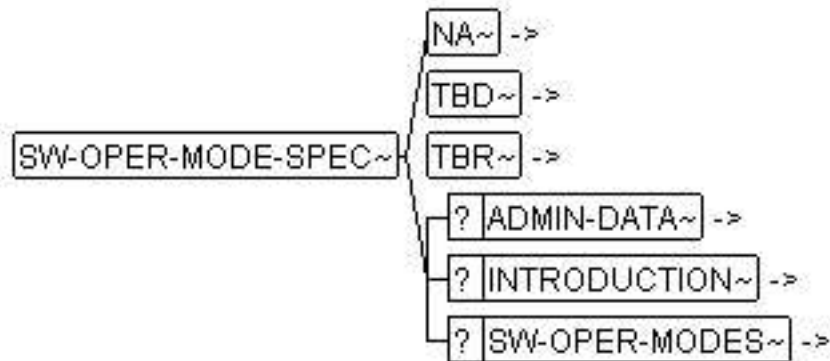 NA~ ->
TBD~ ->
SW-OPER-MODE-SPEC~ TBR~ ->
? ADMIN-DATA~ ->
? INTRODUCTION~ ->
? SW-OPER-MODES~ ->